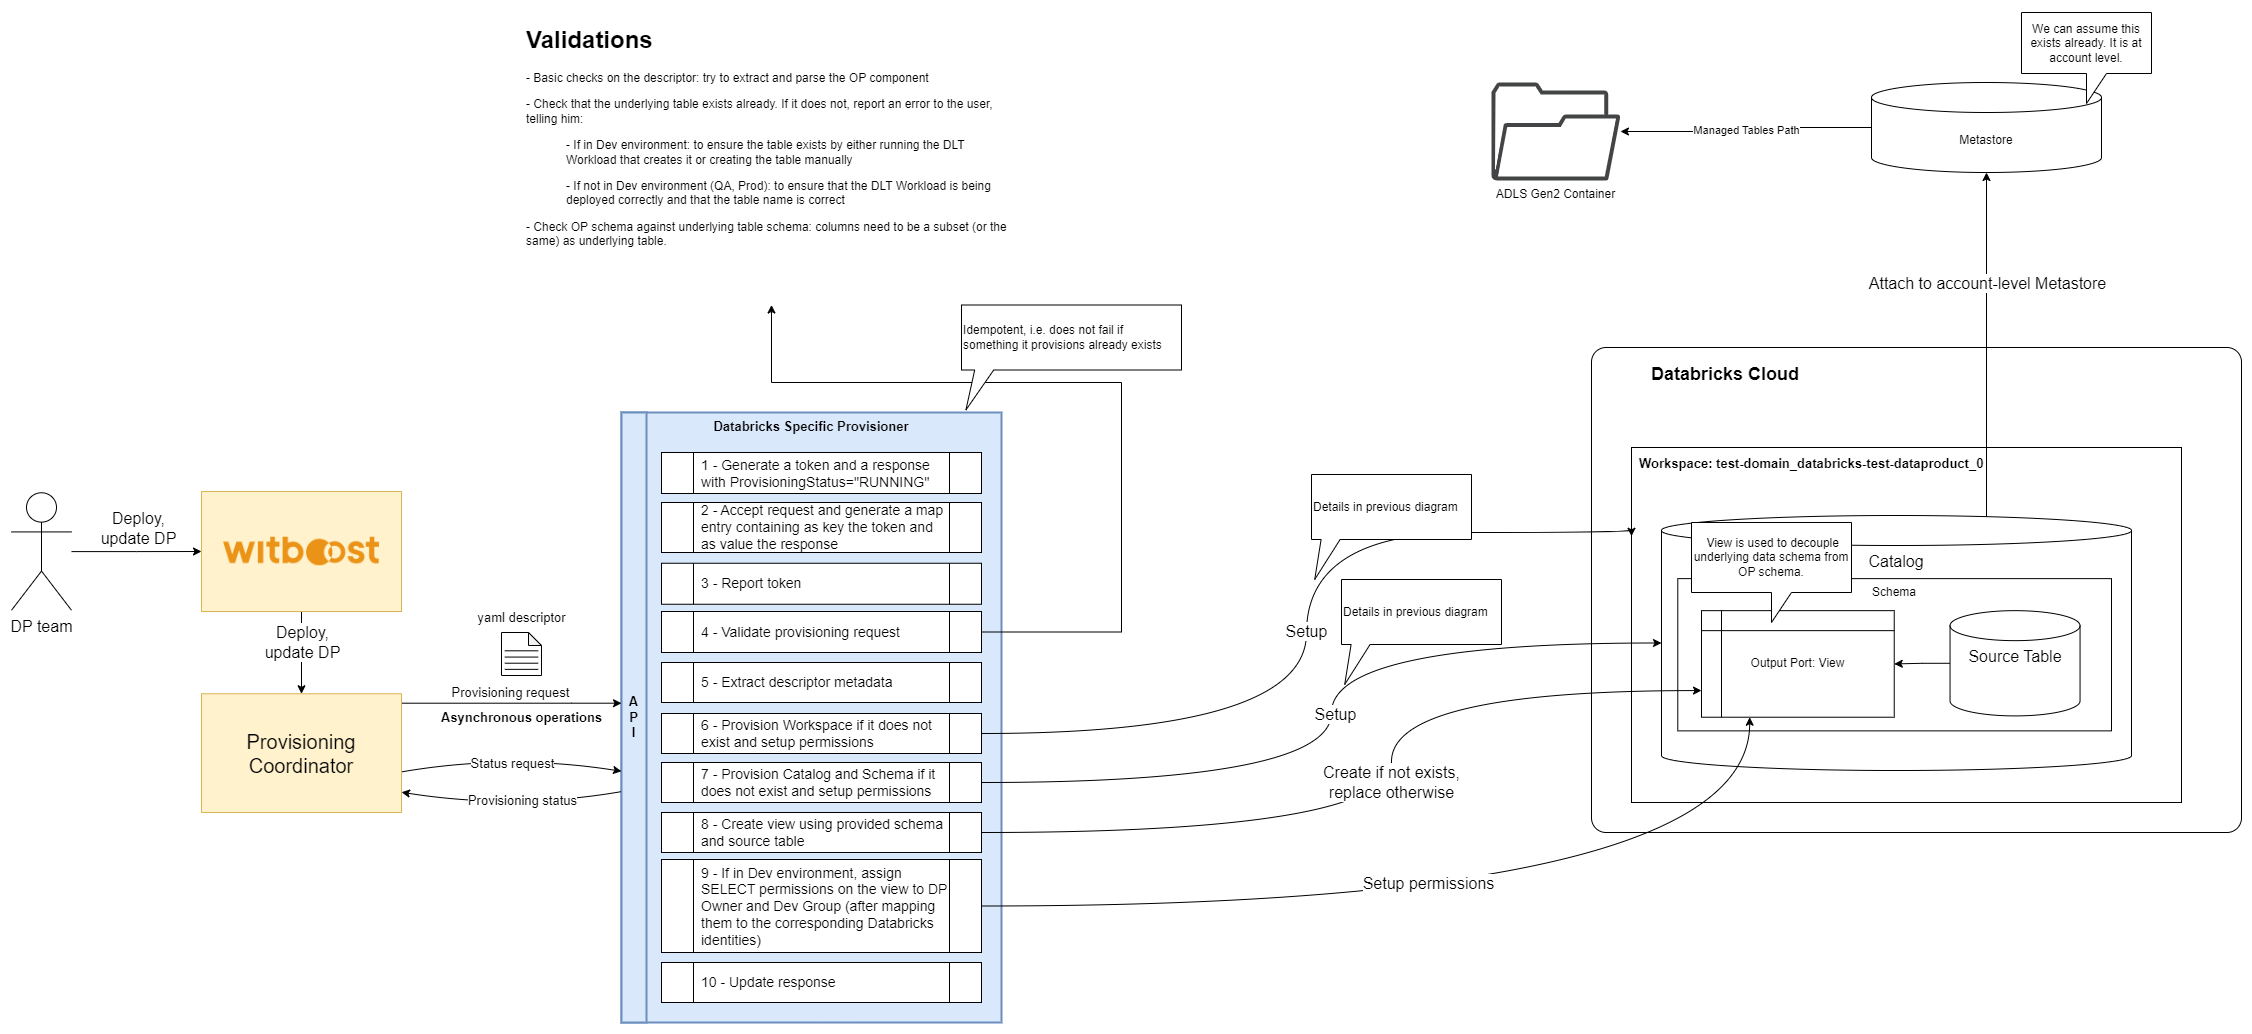 Validations
- Basic checks on the descriptor: try to extract and parse the OP component
- Check that the underlying table exists already. If it does not, report an error to the user,
telling him:
- If in Dev environment: to ensure the table exists by either running the DLT
Workload that creates it or creating the table manually
- If not in Dev environment (QA, Prod): to ensure that the DLT Workload is being
deployed correctly and that the table name is correct
- Check OP schema against underlying table schema: columns need to be a subset (or the
same) as underlying table.
We can assume this
exists already. It is at
account level.
Metastore
Managed Tables Path
ADLS Gen2 Container
Attach to account-level Metastore
Idempotent, i.e. does not fail if
something it provisions already exists
DP team
Deploy,
update DP
witboost
Deploy,
update DP
Provisioning
Coordinator
yaml descriptor
Provisioning request
Asynchronous operations
Status request
Provisioning status
A
P
I
Databricks Specific Provisioner
1 - Generate a token and a response
with ProvisioningStatus="RUNNING"
2 - Accept request and generate a map
entry containing as key the token and
as value the response
3 - Report token
4 - Validate provisioning request
5 - Extract descriptor metadata
6 - Provision Workspace if it does not
exist and setup permissions
7 - Provision Catalog and Schema if it
does not exist and setup permissions
8 - Create view using provided schema
and source table
9 - If in Dev environment, assign
SELECT permissions on the view to DP
Owner and Dev Group (after mapping
them to the corresponding Databricks
identities)
10 - Update response
Details in previous diagram
Setup
Details in previous diagram
Setup
Create if not exists,
replace otherwise
Setup permissions
Databricks Cloud
Workspace: test-domain_databricks-test-dataproduct_0
View is used to decouple
underlying data schema from
OP schema.
Catalog
Schema
Output Port: View
Source Table